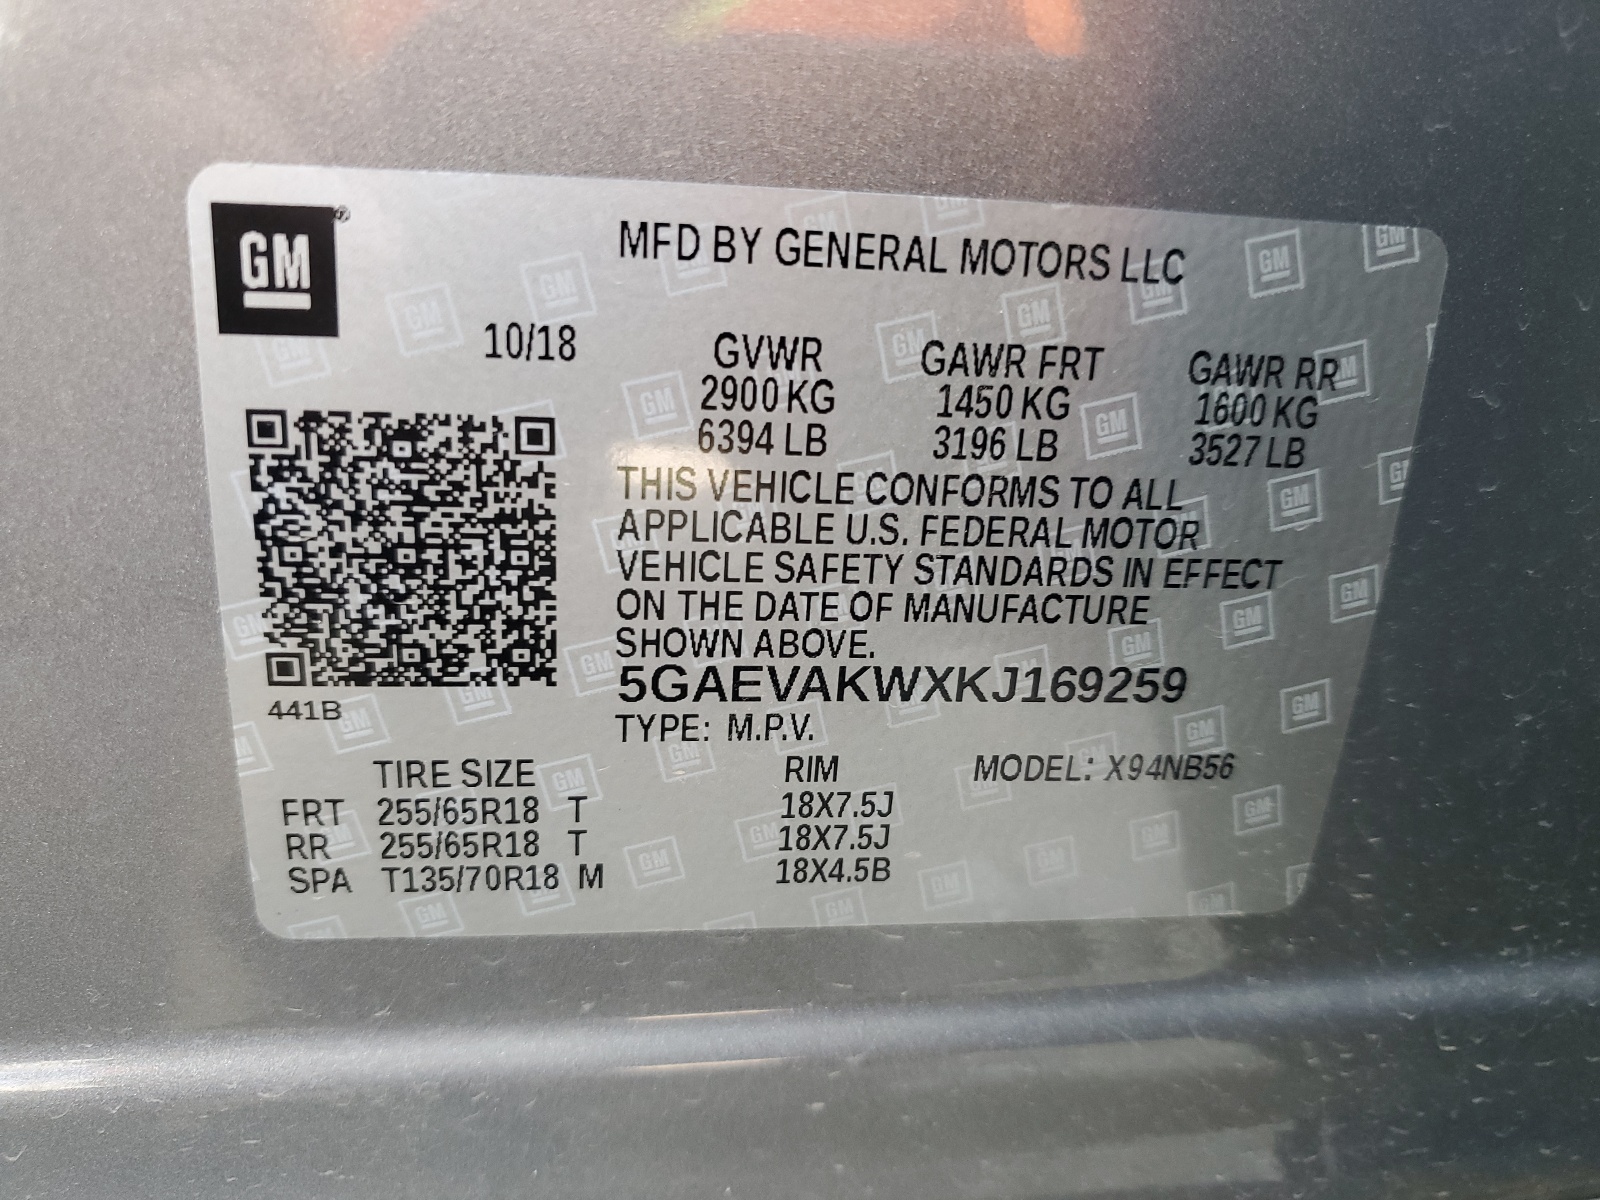 GM®
MFD BY GENERAL MOTORS LLC
10/18
GVWR GAWR FRT GAWR RR
2900 KG 1450 KG 1600 KG
6394 LB 3196 LB 3527 LB
THIS VEHICLE CONFORMS TO ALL
APPLICABLE U.S. FEDERAL MOTOR
VEHICLE SAFETY STANDARDS IN EFFECT
ON THE DATE OF MANUFACTURE
SHOWN ABOVE.
5GAEVAKWXKJ169259
441B
TYPE: M.P.V.
TIRE SIZE RIM MODEL: X94NB56
FRT 255/65R18 T 18X7.5J
RR 255/65R18 T 18X7.5J
SPA T135/70R18 M 18X4.5B